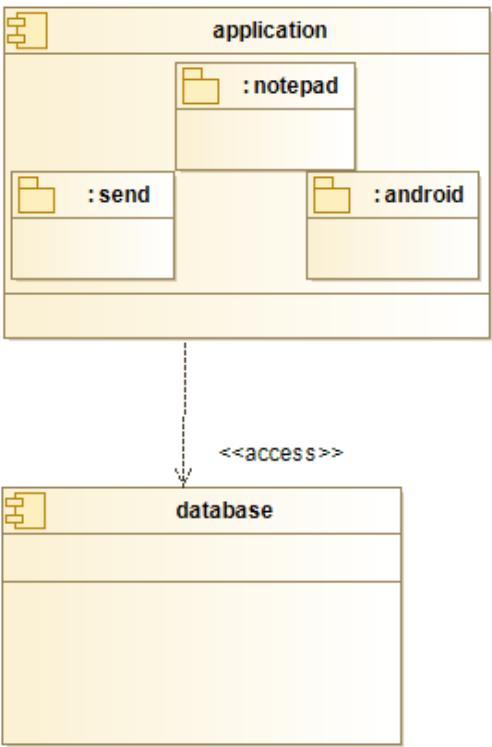 application
: notepad
: send
: android
<<access>>
database